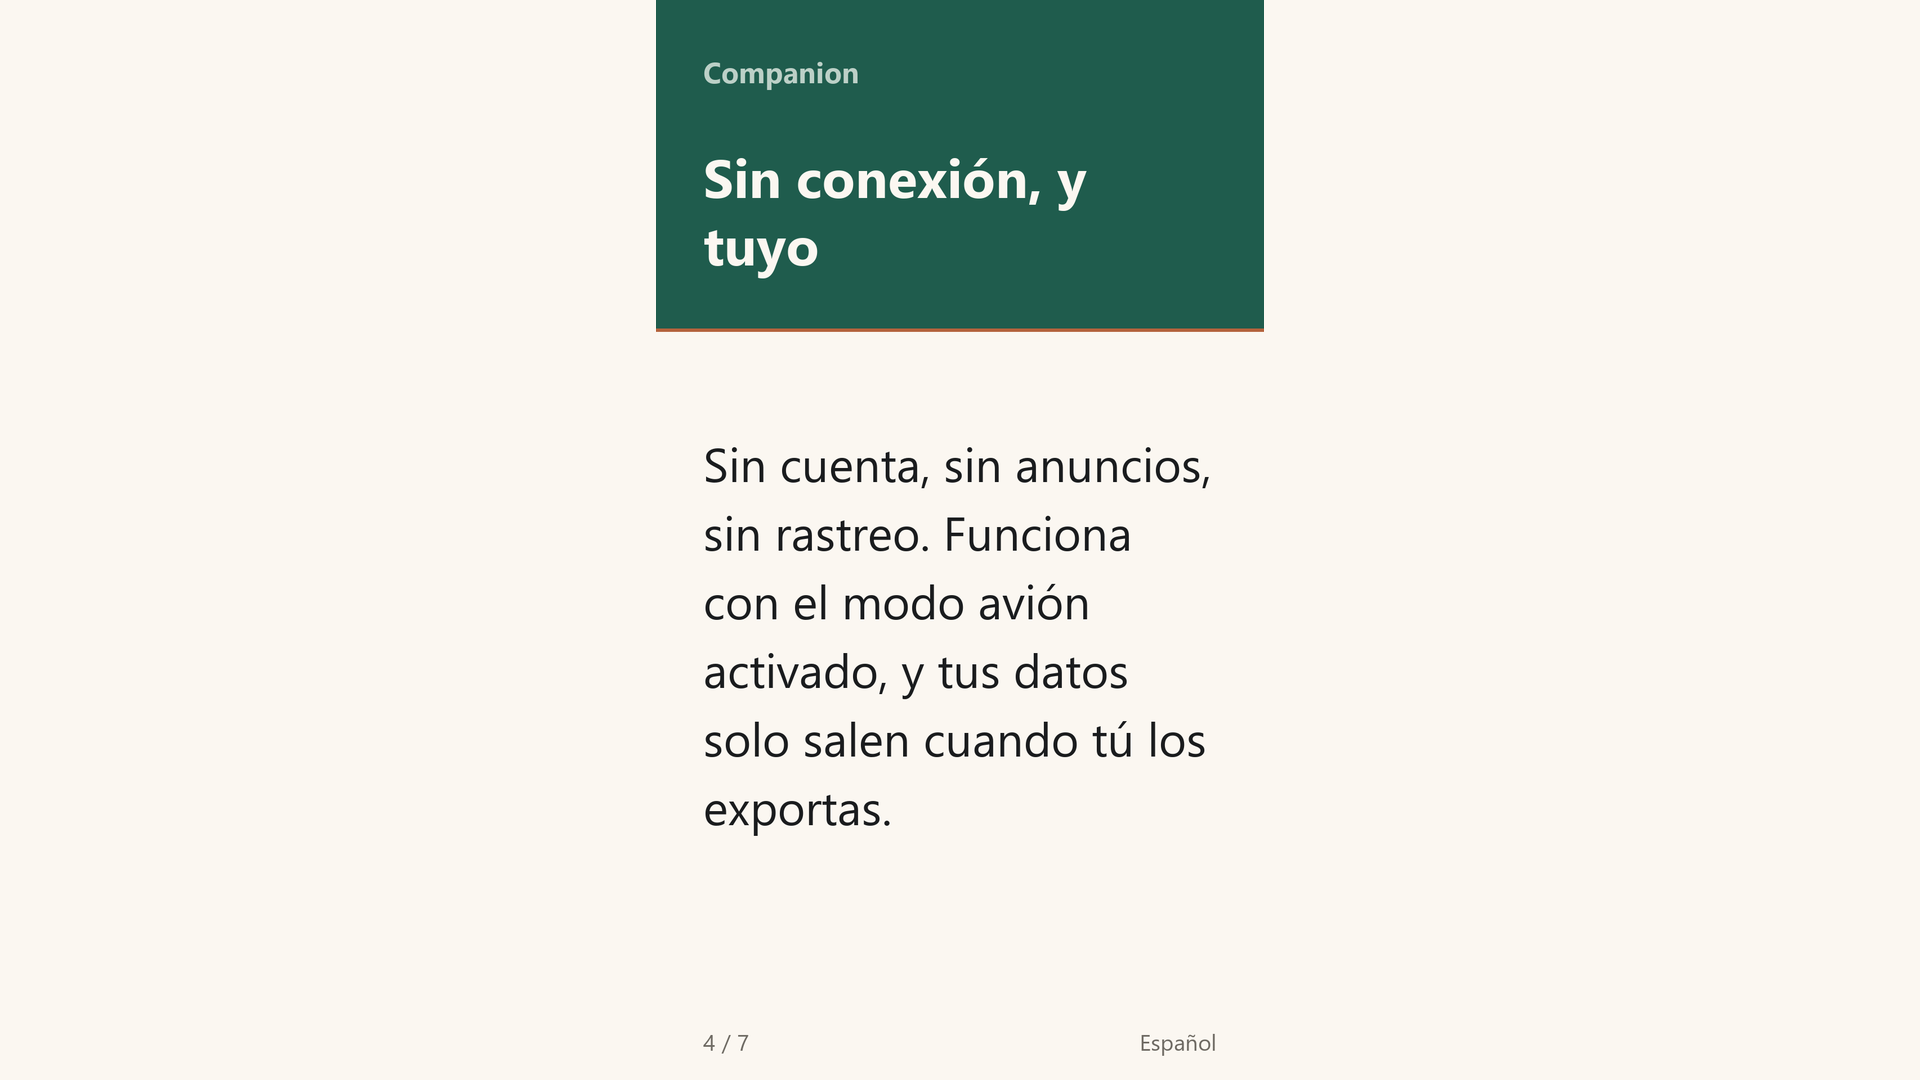 Companion
Sin conexión, y
tuyo
Sin cuenta, sin anuncios,
sin rastreo. Funciona
con el modo avión
activado, y tus datos
solo salen cuando tú los
exportas.
4 / 7
Español